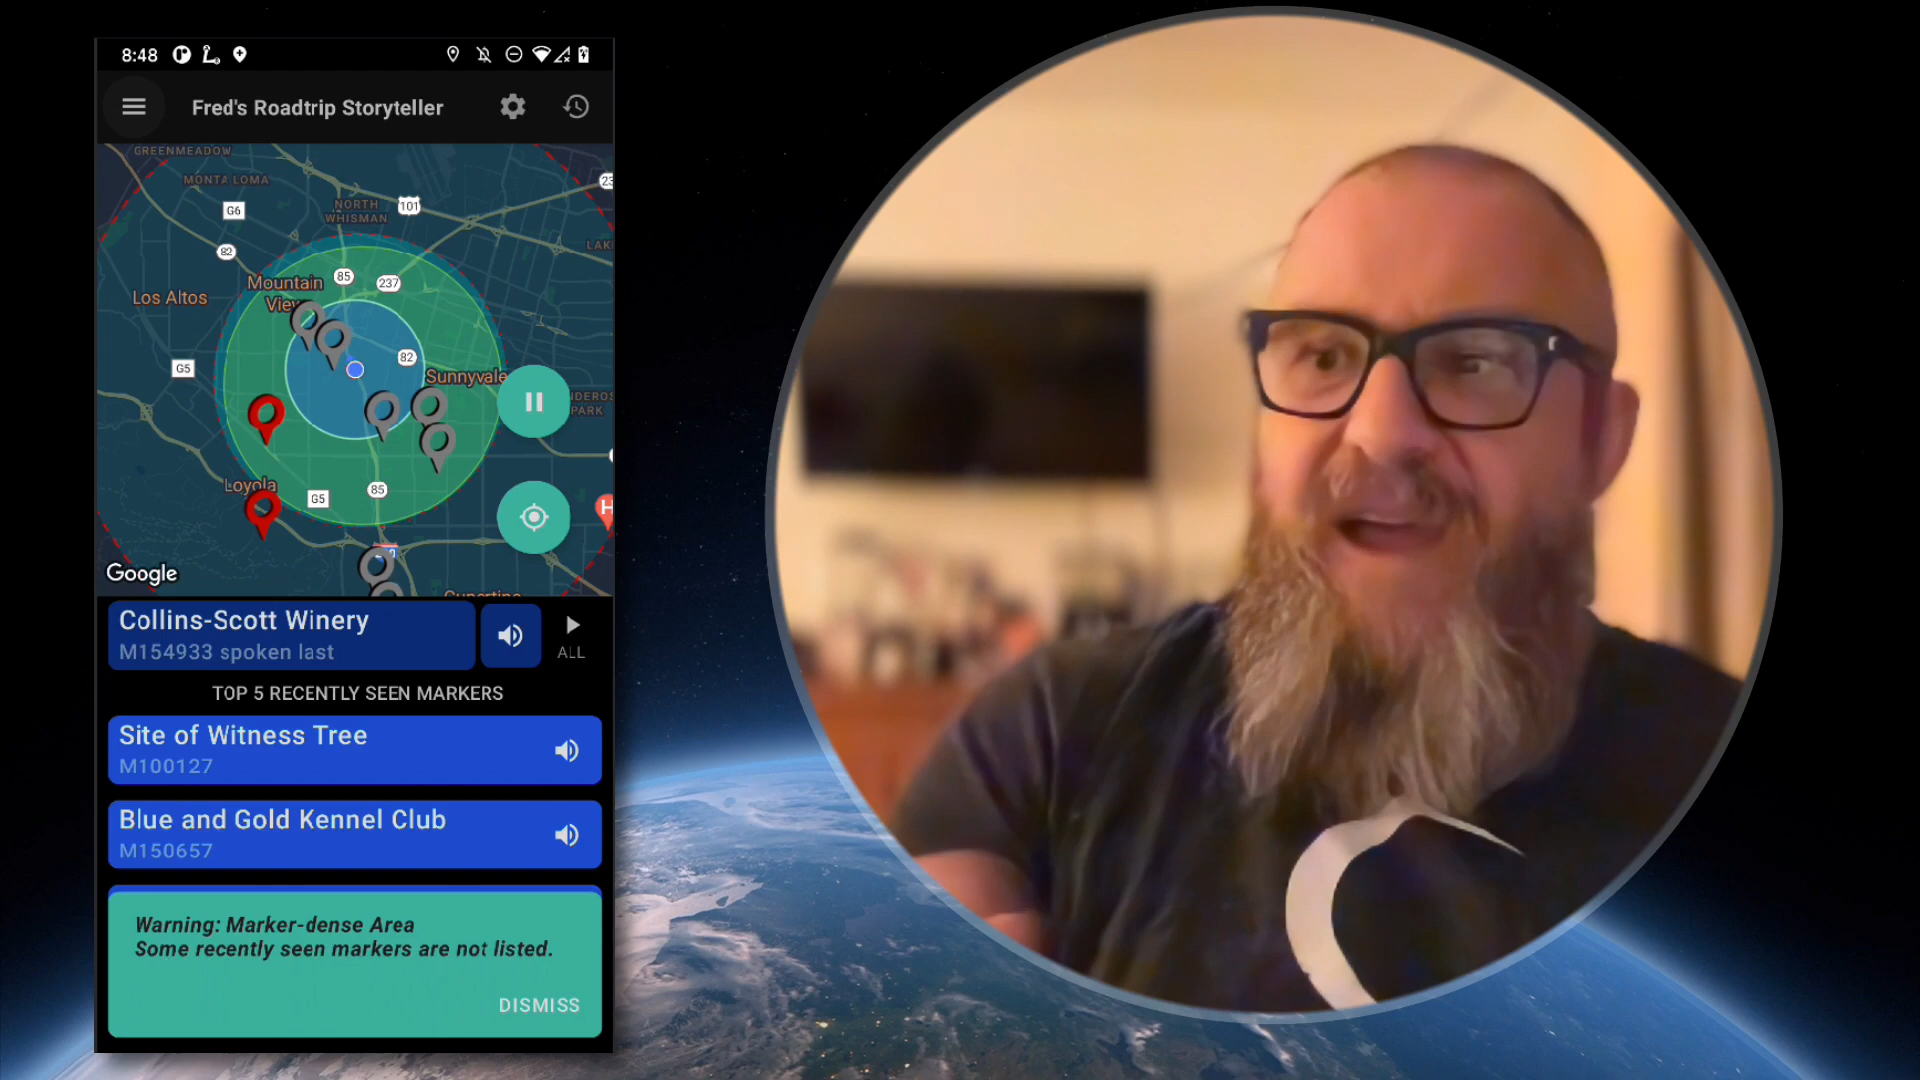 8:48
Fred's Roadtrip Storyteller
GREENMEADOW
MONTA LOMA
G6
NORTH
WHISMAN
101
82
85
237
Mountain
View
Los Altos
G5
82
Sunnyvale
PARK
Loyola
G5
85
H
Google
Collins-Scott Winery
M154933 spoken last
ALL
TOP 5 RECENTLY SEEN MARKERS
Site of Witness Tree
M100127
Blue and Gold Kennel Club
M150657
Warning: Marker-dense Area
Some recently seen markers are not listed.
DISMISS